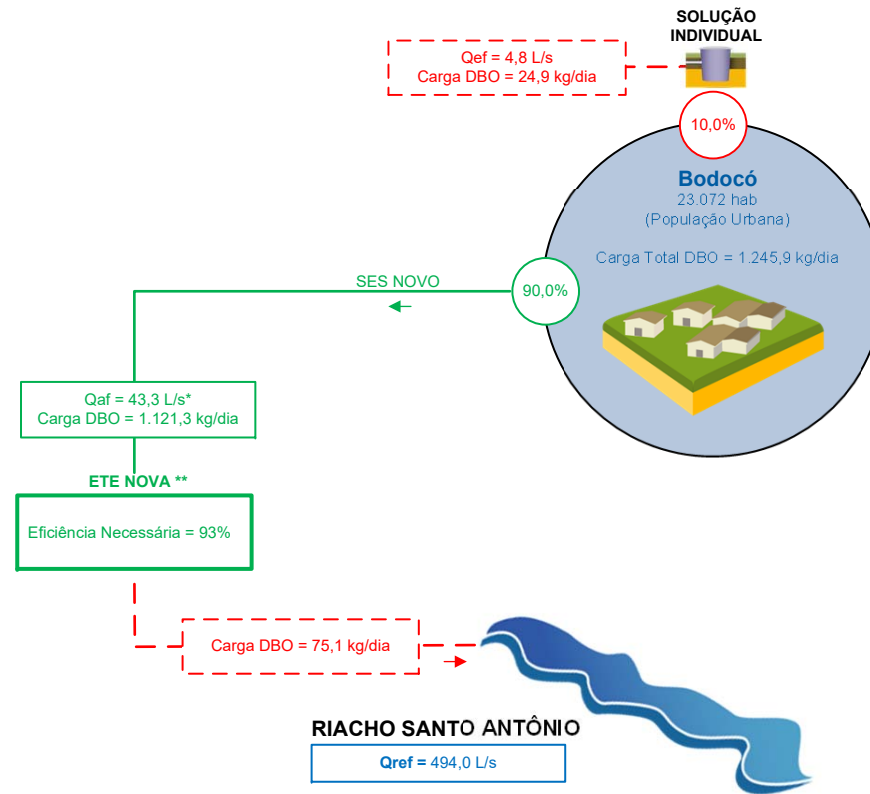 SOLUÇÃO
INDIVIDUAL
Qef = 4,8 L/s
Carga DBO = 24,9 kg/dia
10,0%
Bodocó
23.072 hab
(População Urbana)
Carga Total DBO = 1.245,9 kg/dia
SES NOVO
90,0%
Qaf = 43,3 L/s*
Carga DBO = 1.121,3 kg/dia
ETE NOVA **
Eficiência Necessária = 93%
Carga DBO = 75,1 kg/dia
RIACHO SANTO ANTÔNIO
Qref = 494,0 L/s